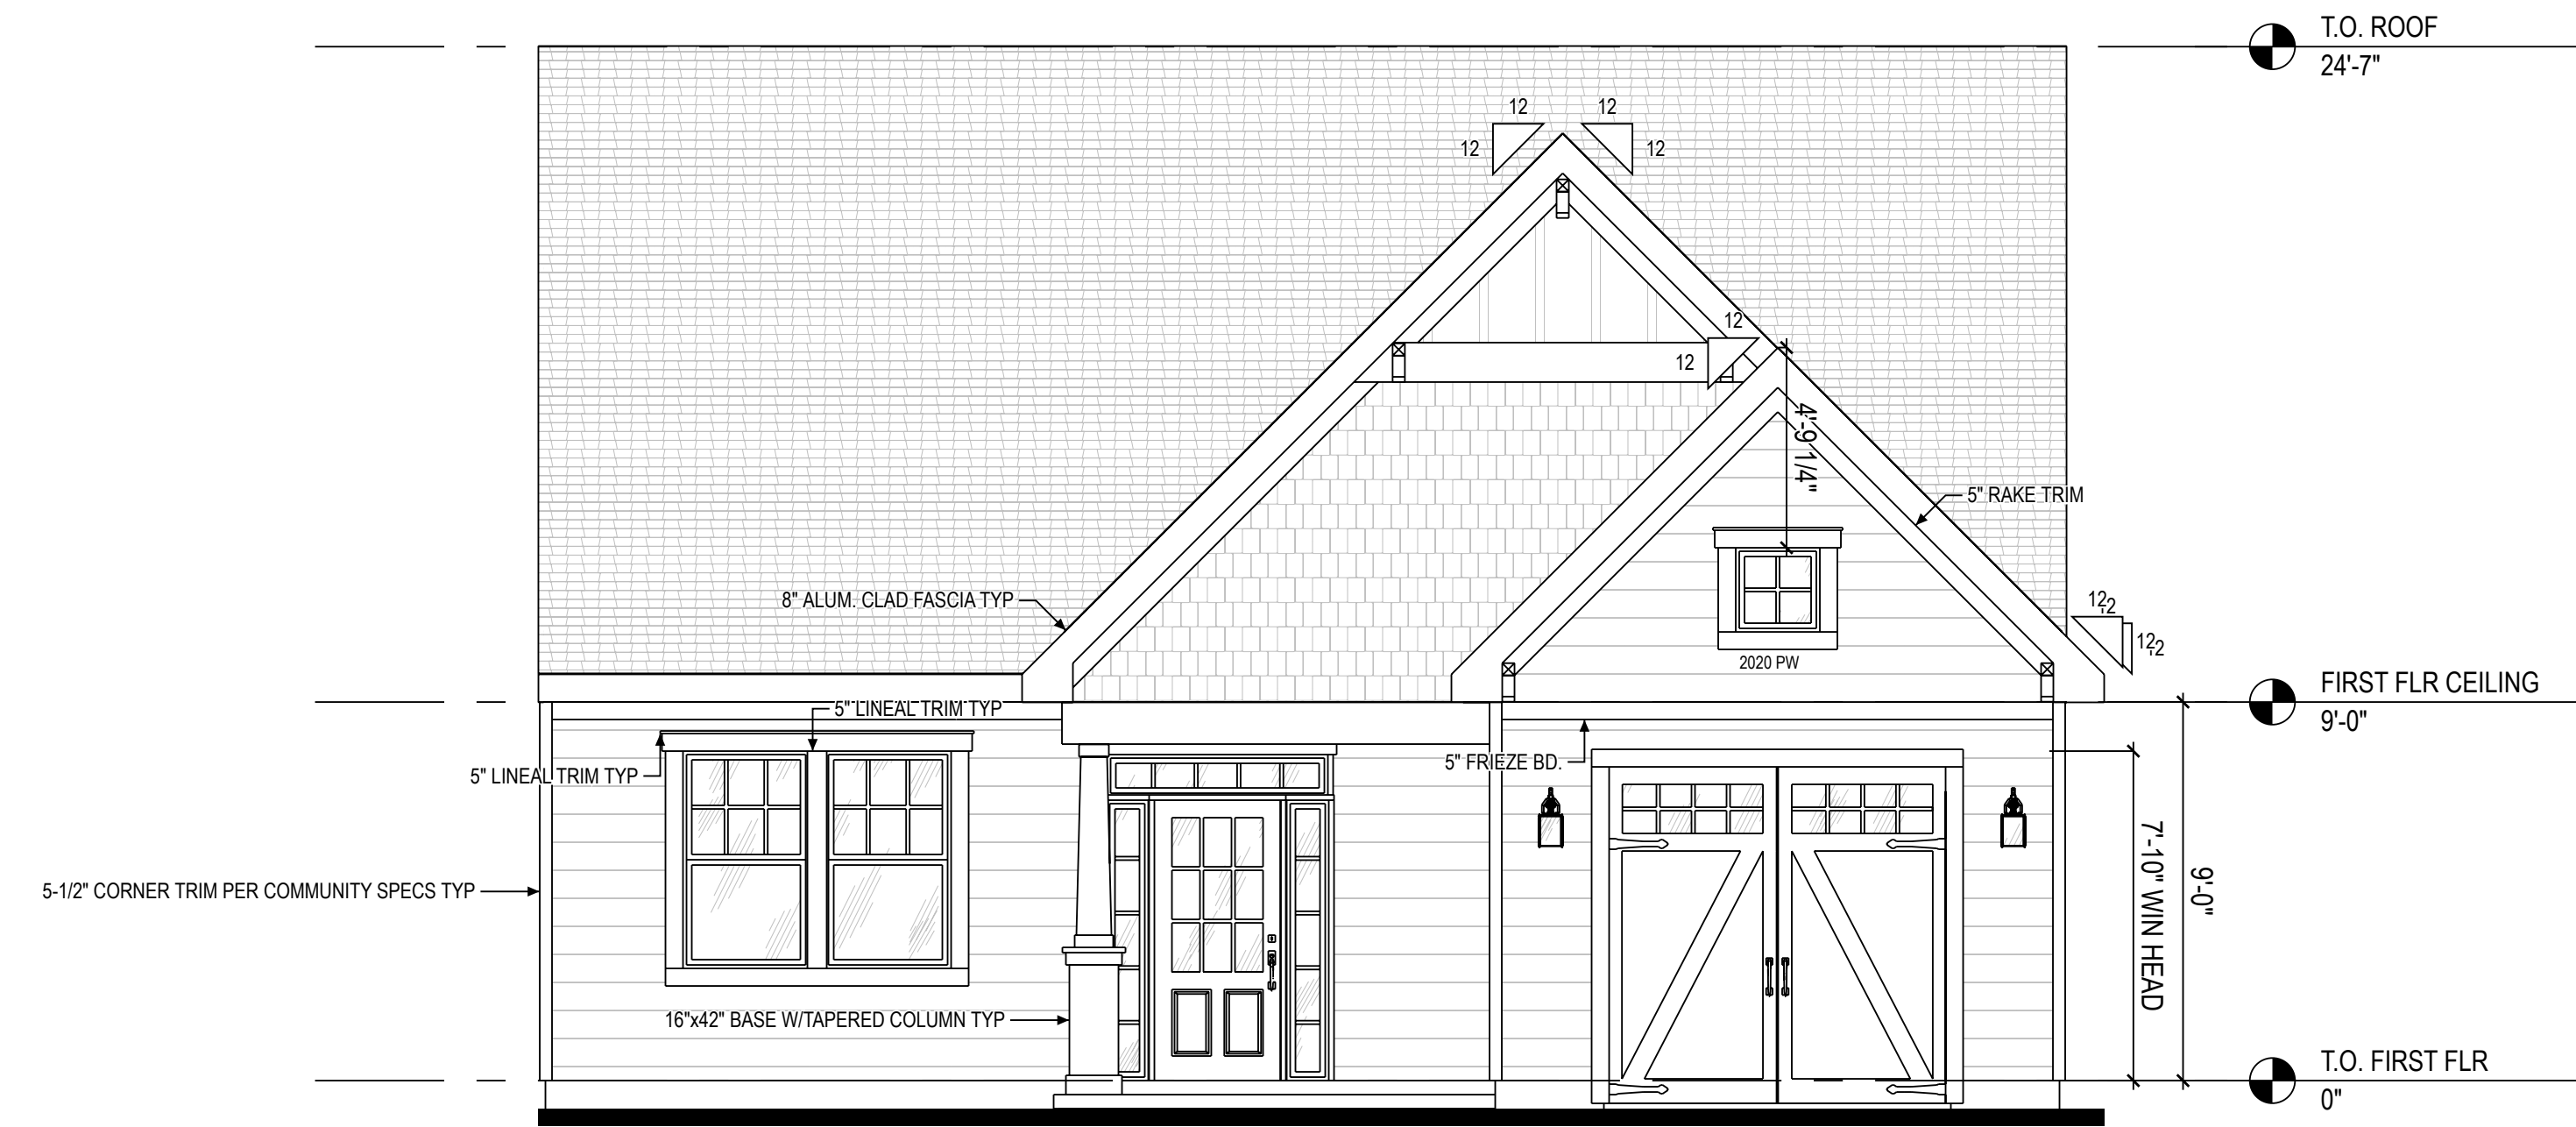 T.O. ROOF
24'-7"
12
12
12
12
12
12
4'-9 1/4"
5" RAKE TRIM
8" ALUM. CLAD FASCIA TYP
12
12
2020 PW
FIRST FLR CEILING
9'-0"
5" LINEAL TRIM TYP
5" LINEAL TRIM TYP
5" FRIEZE BD.
7'-10" WIN HEAD
9'-0"
5-1/2" CORNER TRIM PER COMMUNITY SPECS TYP
16"x42" BASE W/TAPERED COLUMN TYP
T.O. FIRST FLR
0"